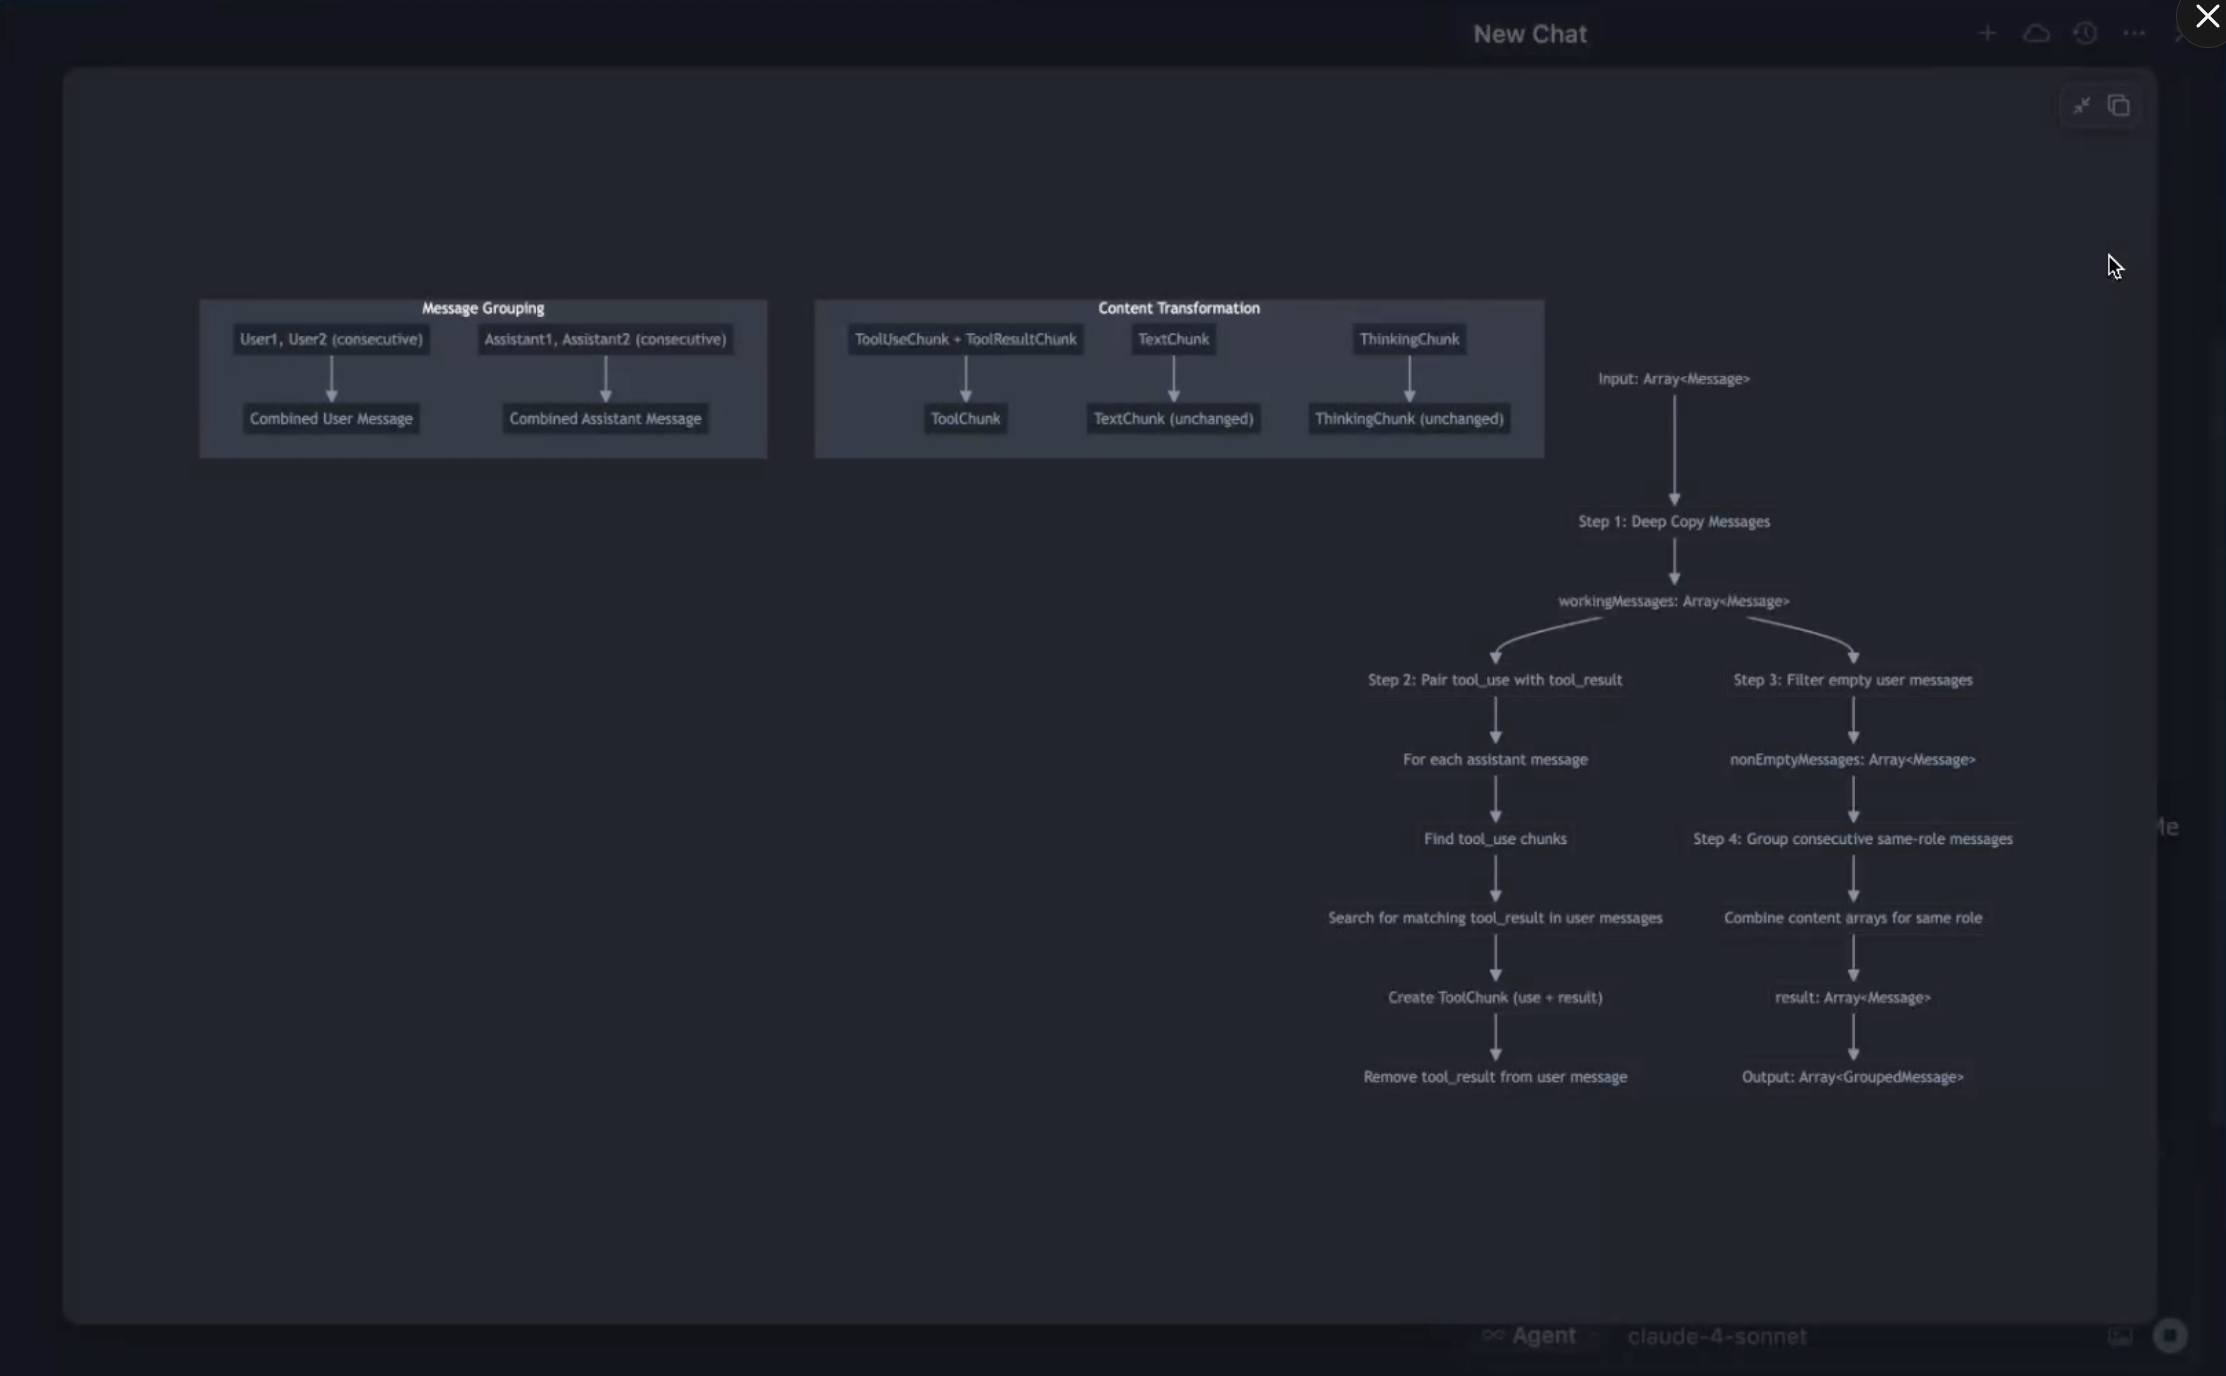 New Chat
Message Grouping
User1, User2 (consecutive)
Assistant1, Assistant2 (consecutive)
Combined User Message
Combined Assistant Message
Content Transformation
ToolUseChunk + ToolResultChunk
TextChunk
ThinkingChunk
ToolChunk
TextChunk (unchanged)
ThinkingChunk (unchanged)
Input: Array<Message>
Step 1: Deep Copy Messages
workingMessages: Array<Message>
Step 2: Pair tool_use with tool_result
For each assistant message
Find tool_use chunks
Search for matching tool_result in user messages
Create ToolChunk (use + result)
Remove tool_result from user message
Step 3: Filter empty user messages
nonEmptyMessages: Array<Message>
Step 4: Group consecutive same-role messages
Combine content arrays for same role
result: Array<Message>
Output: Array<GroupedMessage>
Agent
claude-4-sonnet